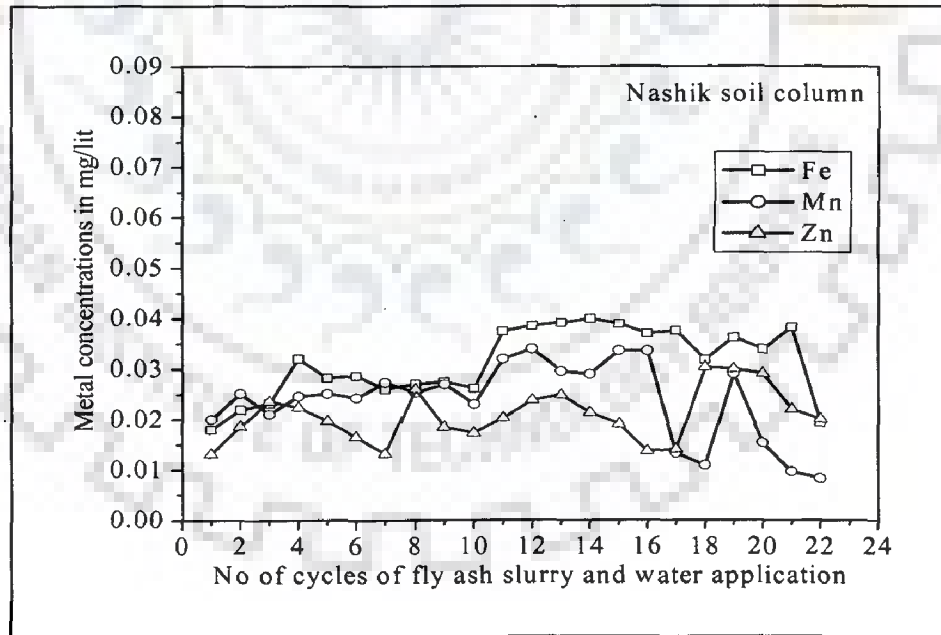 Nashik soil column
Fe
Mn
Zn
Metal concentrations in mg/lit
0.09
0.08
0.07
0.06
0.05
0.04
0.03
0.02
0.01
0.00
0 2 4 6 8 10 12 14 16 18 20 22 24
No of cycles of fly ash slurry and water application